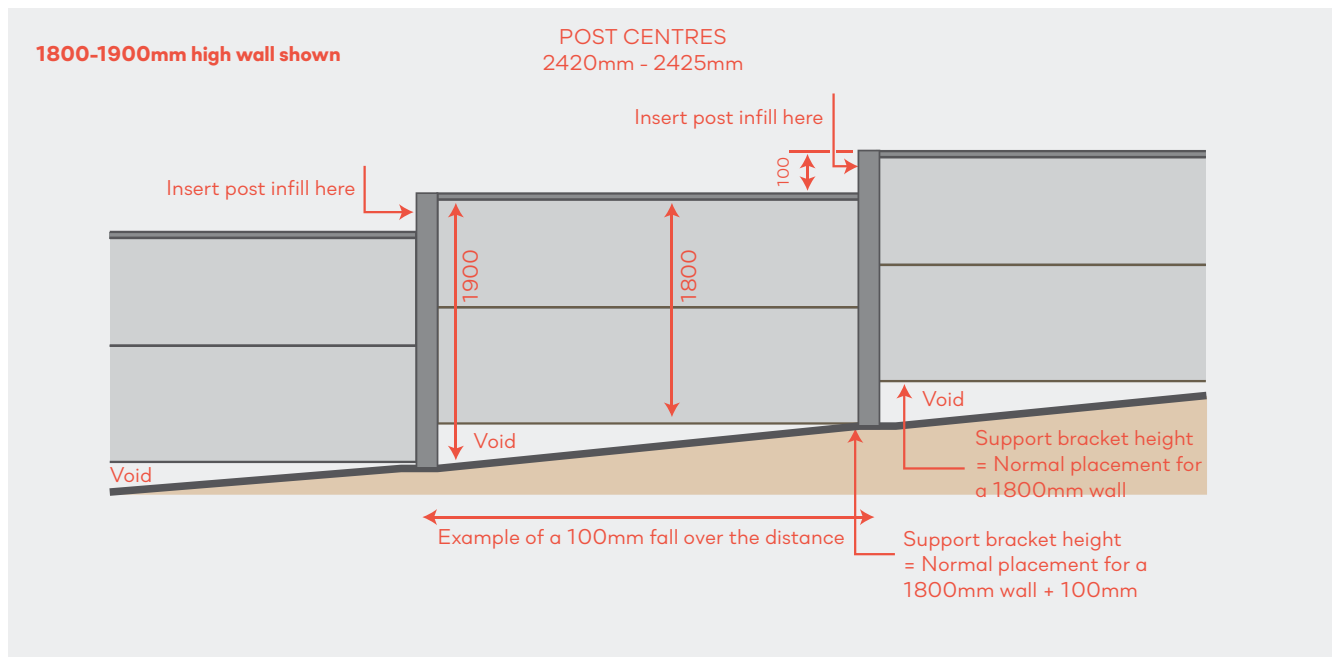 1800-1900mm high wall shown
POST CENTRES
2420mm - 2425mm
Insert post infill here
100
Insert post infill here
1900
1800
Void
Void
Void
Support bracket height
= Normal placement for
a 1800mm wall
Example of a 100mm fall over the distance
Support bracket height
= Normal placement for a
1800mm wall + 100mm